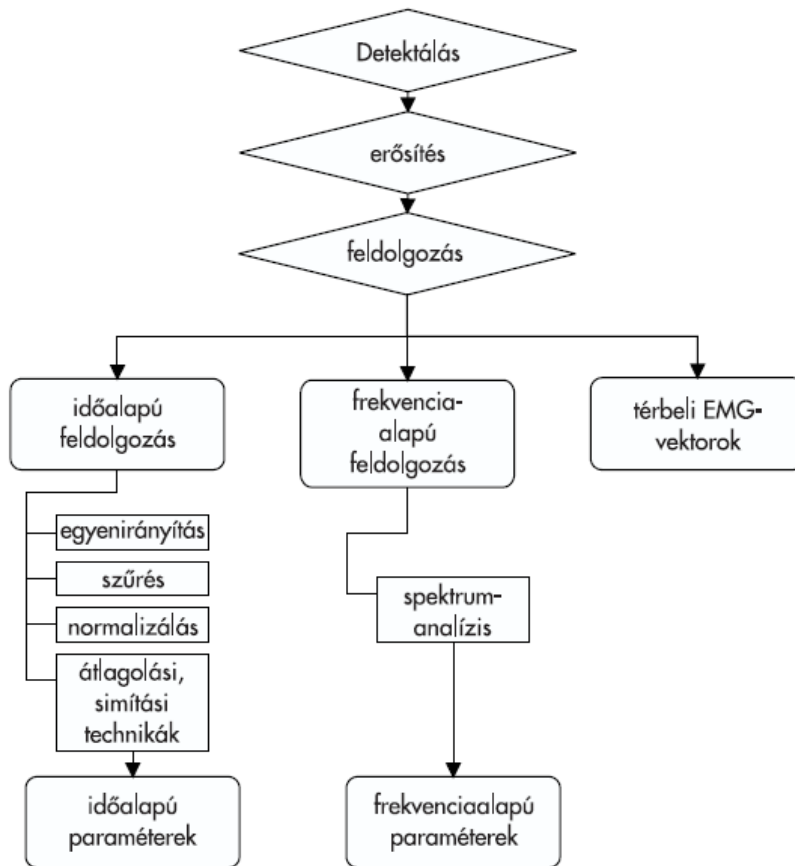 Detektálás
erősítés
feldolgozás
időalapú
feldolgozás
frekvencia-
alapú
feldolgozás
térbeli EMG-
vektorok
egyenirányítás
szűrés
normalizálás
átlagolási,
simítási
technikák
spektrum-
analízis
időalapú
paraméterek
frekvenciaalapú
paraméterek